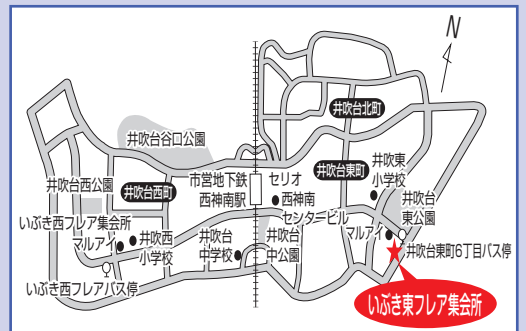 N
井吹台北町
井吹台谷口公園
市営地下鉄
西神南駅
セリオ
西神南
センタービル
井吹台東町
井吹東
小学校
井吹台西公園
井吹台西町
井吹台
東公園
いぶき西フレア集会所
マルアイ
井吹西
小学校
井吹台
中学校
井吹台
中公園
マルアイ
井吹台東町6丁目バス停
いぶき西フレアバス停
いぶき東フレア集会所